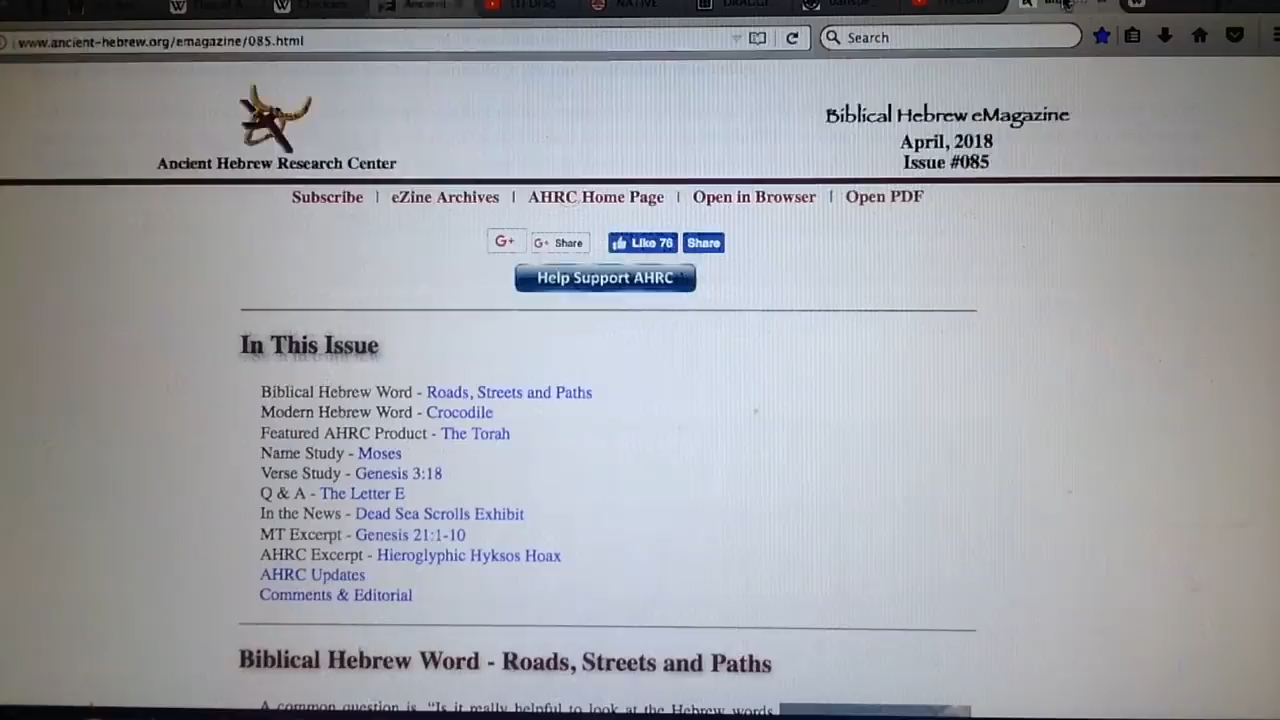 www.ancient-hebrew.org/emagazine/085.html
Search
Biblical Hebrew eMagazine
April, 2018
Ancient Hebrew Research Center
Issue #085
Subscribe | eZine Archives | AHRC Home Page | Open in Browser | Open PDF
G+ G+ Share Like 76 Share
Help Support AHRC
In This Issue
Biblical Hebrew Word - Roads, Streets and Paths
Modern Hebrew Word - Crocodile
Featured AHRC Product - The Torah
Name Study - Moses
Verse Study - Genesis 3:18
Q & A - The Letter E
In the News - Dead Sea Scrolls Exhibit
MT Excerpt - Genesis 21:1-10
AHRC Excerpt - Hieroglyphic Hyksos Hoax
AHRC Updates
Comments & Editorial
Biblical Hebrew Word - Roads, Streets and Paths
A common question is, "Is it really helpful to look at the Hebrew words